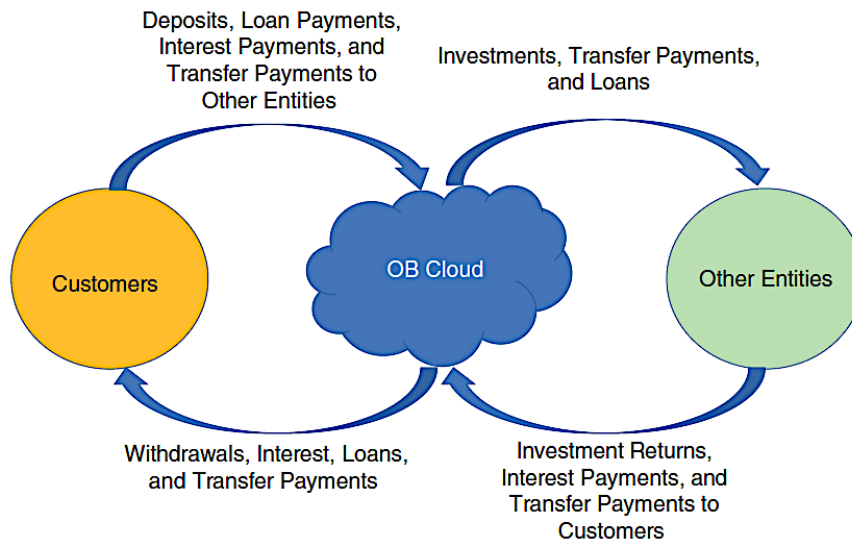 Deposits, Loan Payments,
Interest Payments, and
Transfer Payments to
Other Entities
Investments, Transfer Payments,
and Loans
Customers
OB Cloud
Other Entities
Withdrawals, Interest, Loans,
and Transfer Payments
Investment Returns,
Interest Payments, and
Transfer Payments to
Customers